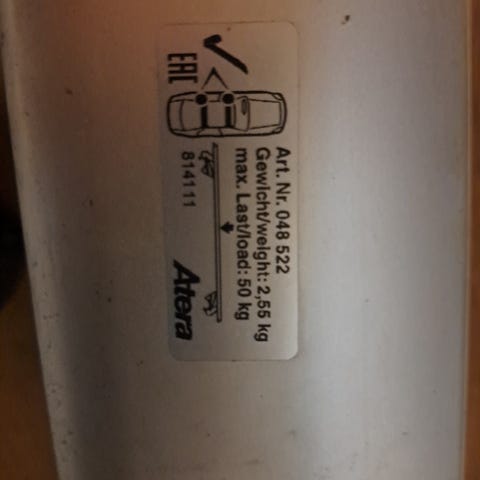 EAC
Art. Nr. 048 522
Gewicht/weight: 2,55 kg
max. Last/load: 50 kg
814111
Atera